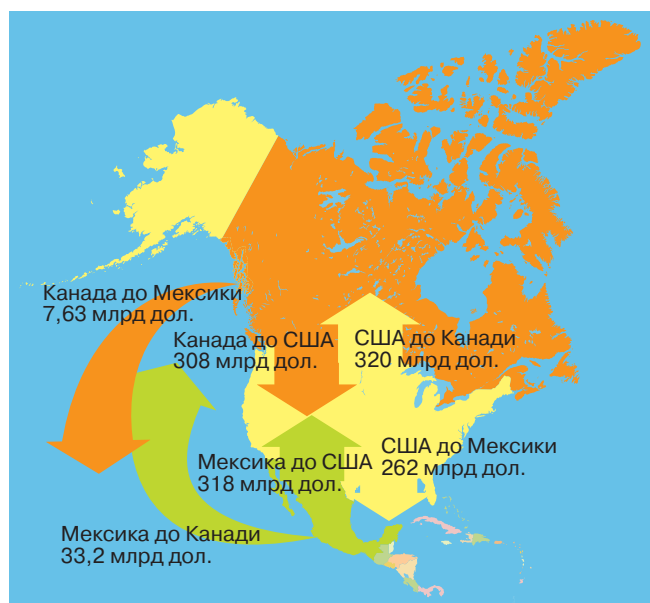 Канада до Мексики
7,63 млрд дол.
Канада до США
308 млрд дол.
США до Канади
320 млрд дол.
США до Мексики
262 млрд дол.
Мексика до США
318 млрд дол.
Мексика до Канади
33,2 млрд дол.